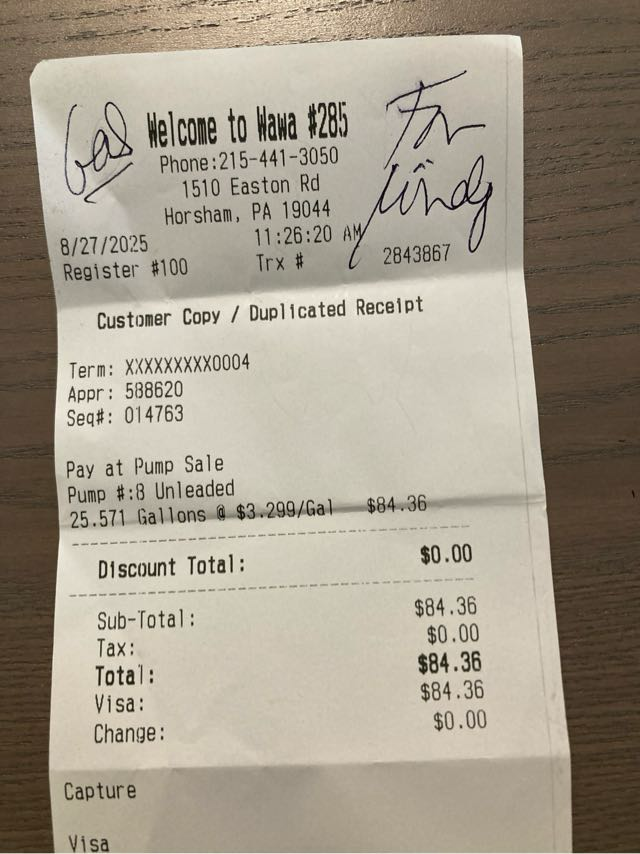 Gas
For
Welcome to Wawa #285
Phone:215-441-3050
1510 Easton Rd
Horsham, PA 19044
8/27/2025 11:26:20 AM
Register #100 Trx # 2843867
Customer Copy / Duplicated Receipt
Term: XXXXXXXXX0004
Appr: 588620
Seq#: 014763
Pay at Pump Sale
Pump #:8 Unleaded
25.571 Gallons @ $3.299/Gal $84.36
Discount Total: $0.00
Sub-Total: $84.36
Tax: $0.00
Total: $84.36
Visa: $84.36
Change: $0.00
Capture
Visa